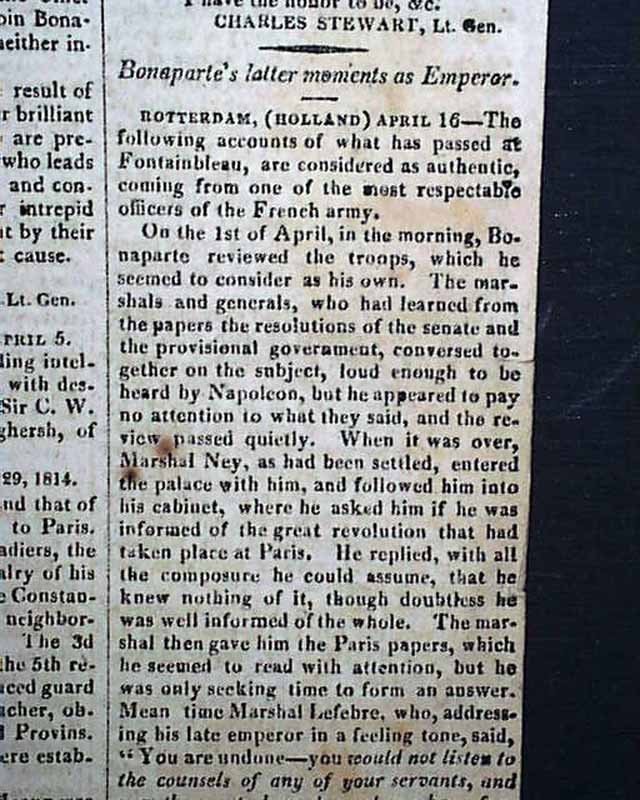 oin Bona-
neither in-
result of
r brilliant
are pre-
who leads
and con-
r intrepid
it by their
cause.
Lt. Gen.
PRIL 5.
ling intel-
with des-
Sir C. W.
ghersh, of
29, 1814.
nd that of
to Paris.
adiers, the
alry of his
e Constan-
neighbor-
The 3d
the 5th re-
nced guard
acher, ob-
Provins.
ere estab-
I have the honor to be, &c.
CHARLES STEWART, Lt. Gen.
Bonaparte's latter moments as Emperor.
ROTTERDAM, (HOLLAND) APRIL 16—The
following accounts of what has passed at
Fontainbleau, are considered as authentic,
coming from one of the most respectable
officers of the French army.
On the 1st of April, in the morning, Bo-
naparte reviewed the troops, which he
seemed to consider as his own. The mar-
shals and generals, who had learned from
the papers the resolutions of the senate and
the provisional government, conversed to-
gether on the subject, loud enough to be
heard by Napoleon, but he appeared to pay
no attention to what they said, and the re-
view passed quietly. When it was over,
Marshal Ney, as had been settled, entered
the palace with him, and followed him into
his cabinet, where he asked him if he was
informed of the great revolution that had
taken place at Paris. He replied, with all
the composure he could assume, that he
knew nothing of it, though doubtless he
was well informed of the whole. The mar-
shal then gave him the Paris papers, which
he seemed to read with attention, but he
was only seeking time to form an answer.
Mean time Marshal Lefebre, who, address-
ing his late emperor in a feeling tone, said,
"You are undone—you would not listen to
the counsels of any of your servants, and